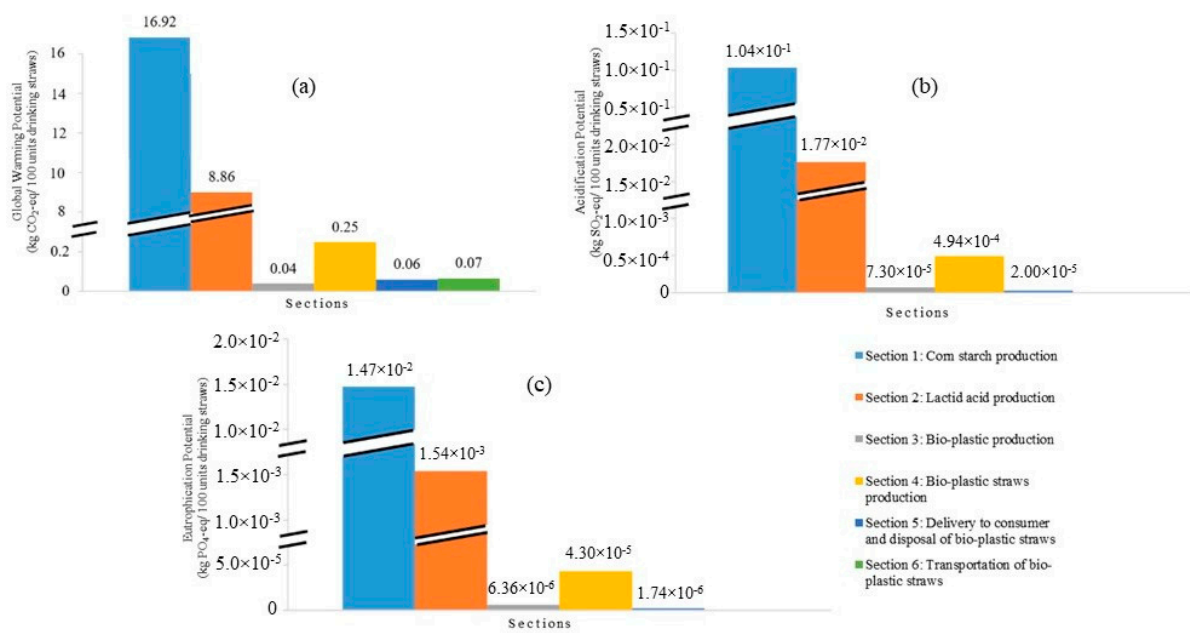 Global Warming Potential
(kg CO2-eq/ 100 units drinking straws)
16
14
12
10
8
0.2
0
16.92
8.86
0.04
0.25
0.06
0.07
(a)
Sections
Acidification Potential
(kg SO2-eq/ 100 units drinking straws)
1.5×10-1
1.0×10-1
0.5×10-1
2.0×10-2
1.5×10-2
1.0×10-3
0.5×10-4
0
1.04×10-1
1.77×10-2
7.30×10-5
4.94×10-4
2.00×10-5
(b)
Sections
Eutrophication Potential
(kg PO4-eq/ 100 units drinking straws)
2.0×10-2
1.5×10-2
1.0×10-2
1.5×10-3
1.0×10-3
5.0×10-5
0
1.47×10-2
1.54×10-3
6.36×10-6
4.30×10-5
1.74×10-6
(c)
Sections
Section 1: Corn starch production
Section 2: Lactid acid production
Section 3: Bio-plastic production
Section 4: Bio-plastic straws
production
Section 5: Delivery to consumer
and disposal of bio-plastic straws
Section 6: Transportation of bio-
plastic straws